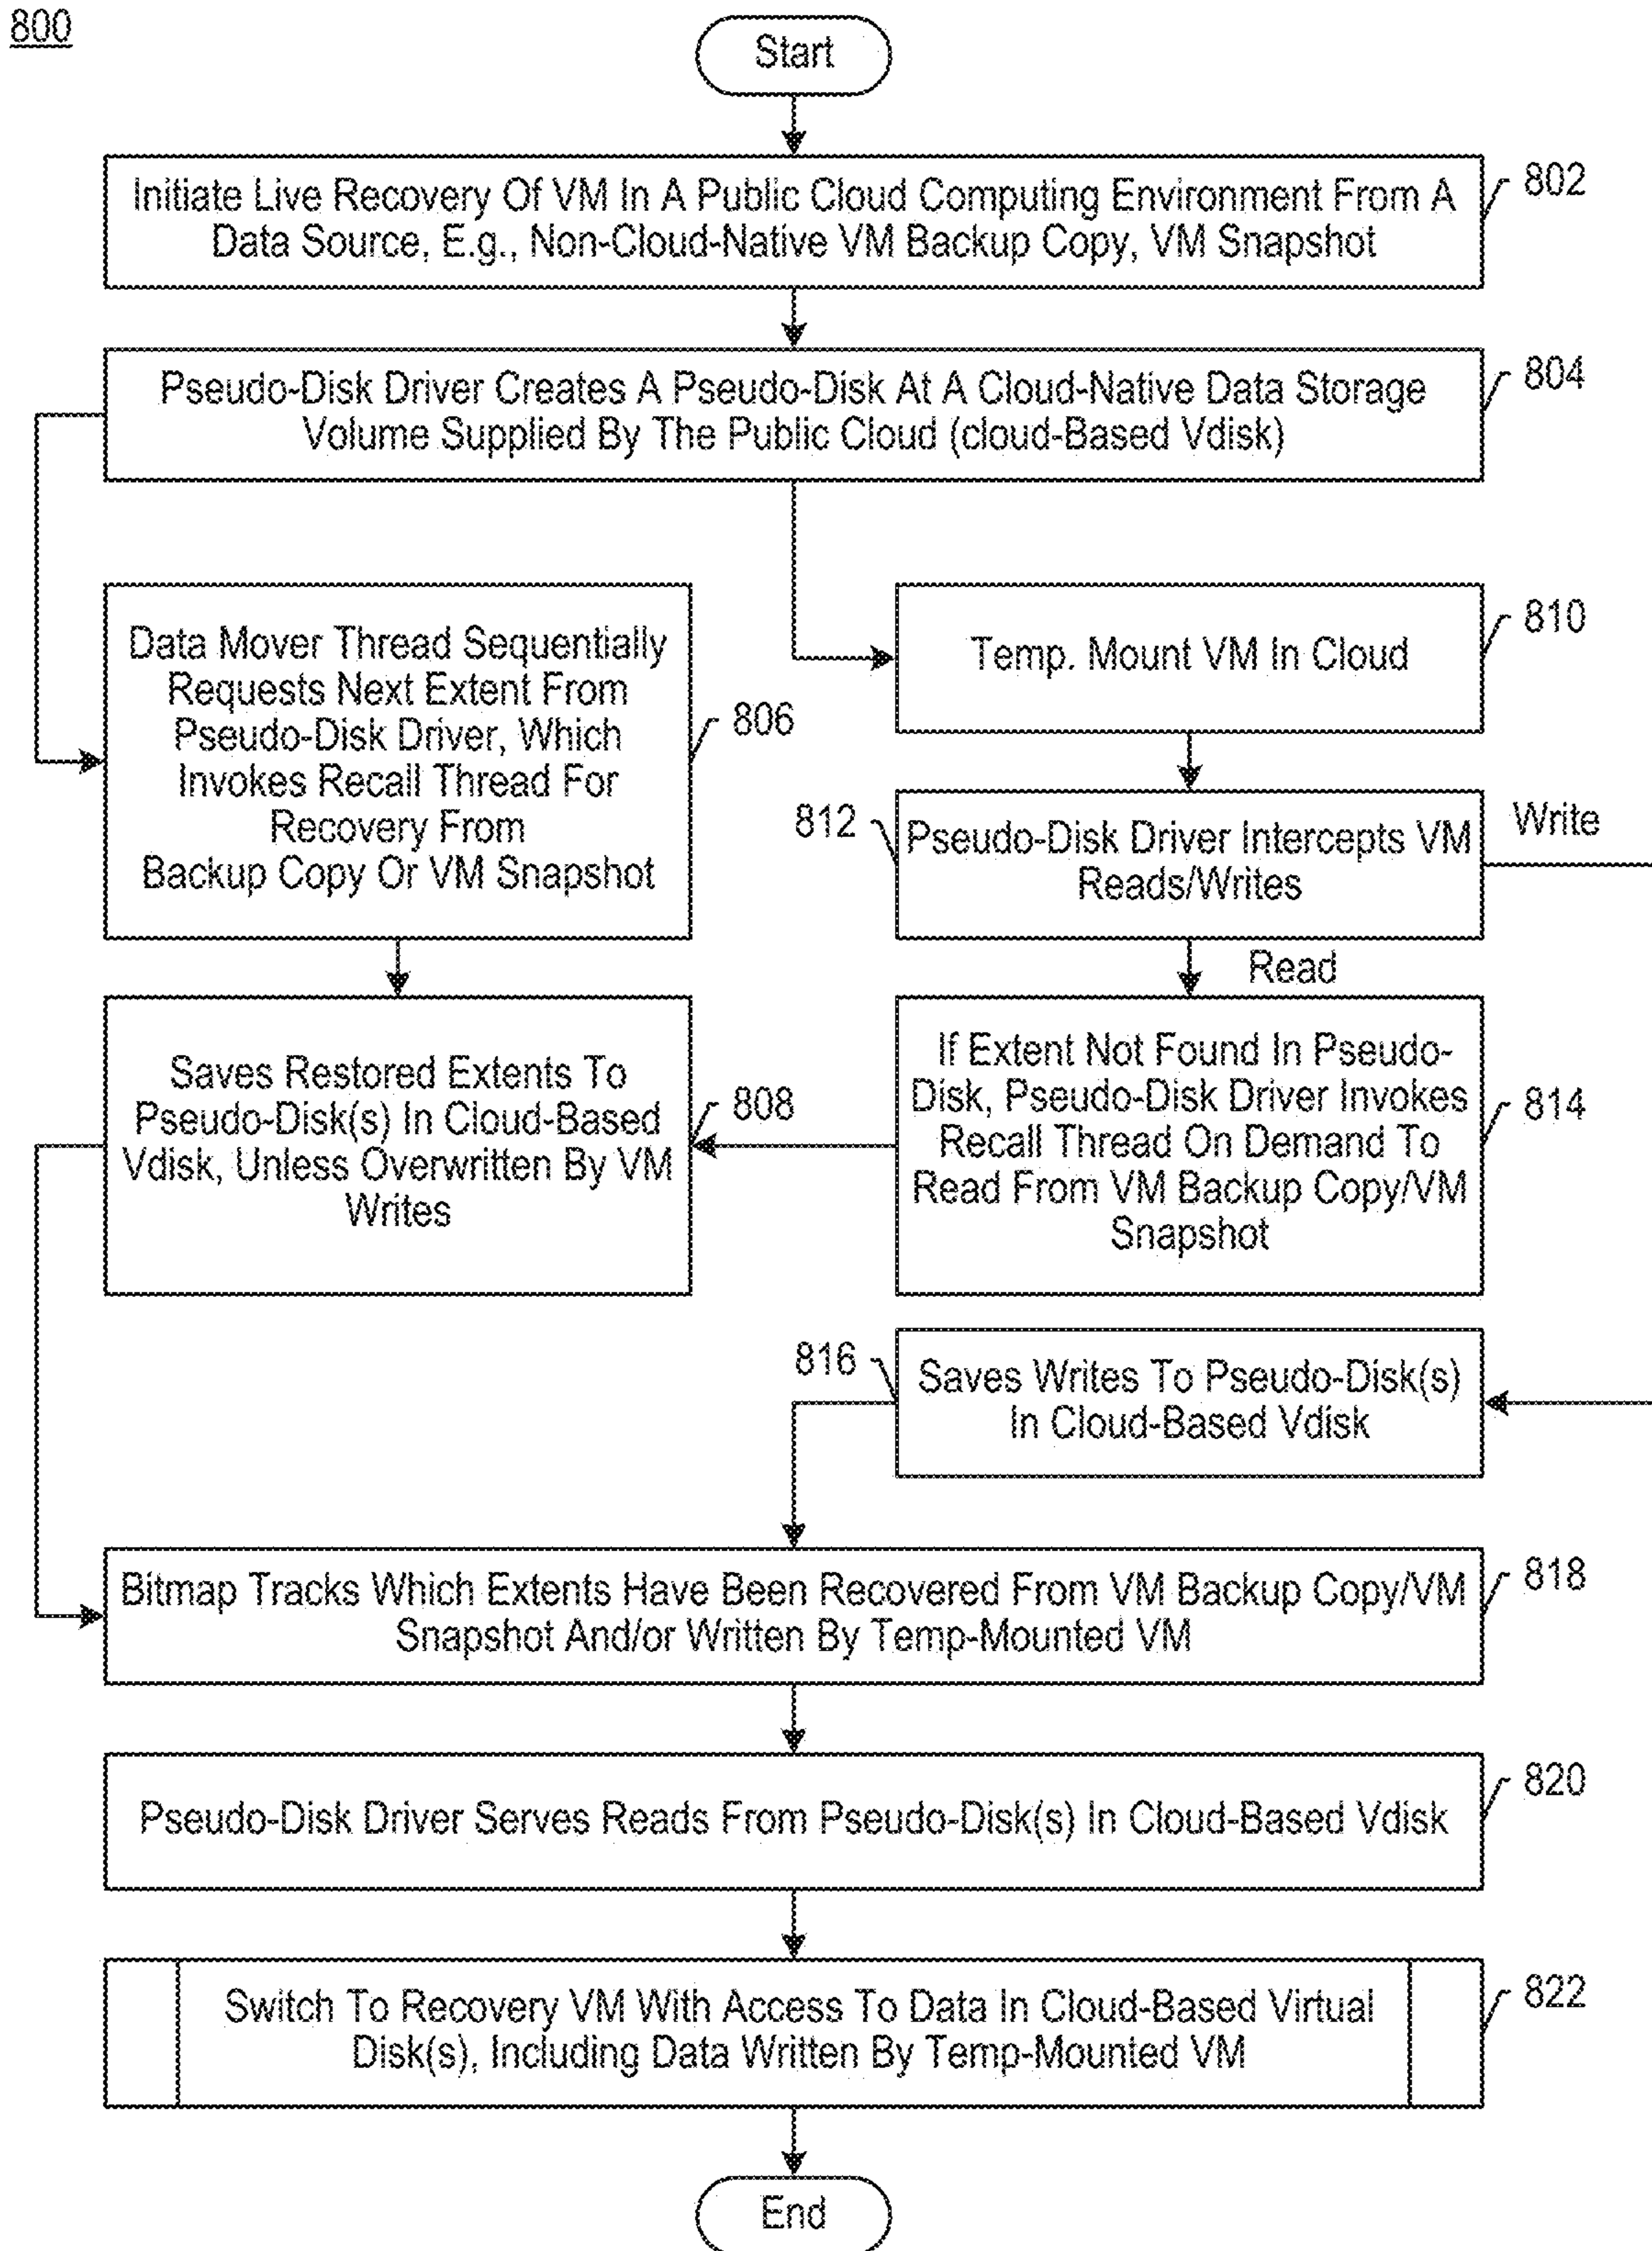 800
Start
Initiate Live Recovery Of VM In A Public Cloud Computing Environment From A
Data Source, E.g., Non-Cloud-Native VM Backup Copy, VM Snapshot
802
Pseudo-Disk Driver Creates A Pseudo-Disk At A Cloud-Native Data Storage
Volume Supplied By The Public Cloud (cloud-Based Vdisk)
804
Data Mover Thread Sequentially
Requests Next Extent From
Pseudo-Disk Driver, Which
Invokes Recall Thread For
Recovery From
Backup Copy Or VM Snapshot
806
Temp. Mount VM In Cloud
810
812
Pseudo-Disk Driver Intercepts VM
Reads/Writes
Write
Read
Saves Restored Extents To
Pseudo-Disk(s) In Cloud-Based
Vdisk, Unless Overwritten By VM
Writes
808
If Extent Not Found In Pseudo-
Disk, Pseudo-Disk Driver Invokes
Recall Thread On Demand To
Read From VM Backup Copy/VM
Snapshot
814
816
Saves Writes To Pseudo-Disk(s)
In Cloud-Based Vdisk
Bitmap Tracks Which Extents Have Been Recovered From VM Backup Copy/VM
Snapshot And/or Written By Temp-Mounted VM
818
Pseudo-Disk Driver Serves Reads From Pseudo-Disk(s) In Cloud-Based Vdisk
820
Switch To Recovery VM With Access To Data In Cloud-Based Virtual
Disk(s), Including Data Written By Temp-Mounted VM
822
End